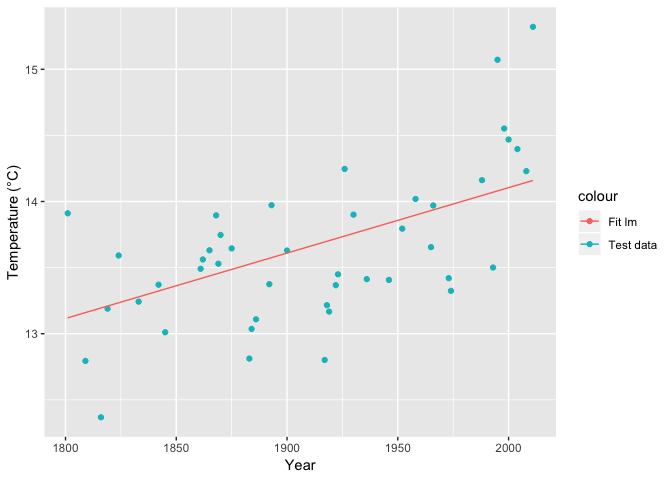 15
14
13
Temperature (°C)
1800 1850 1900 1950 2000
Year
colour
Fit lm
Test data